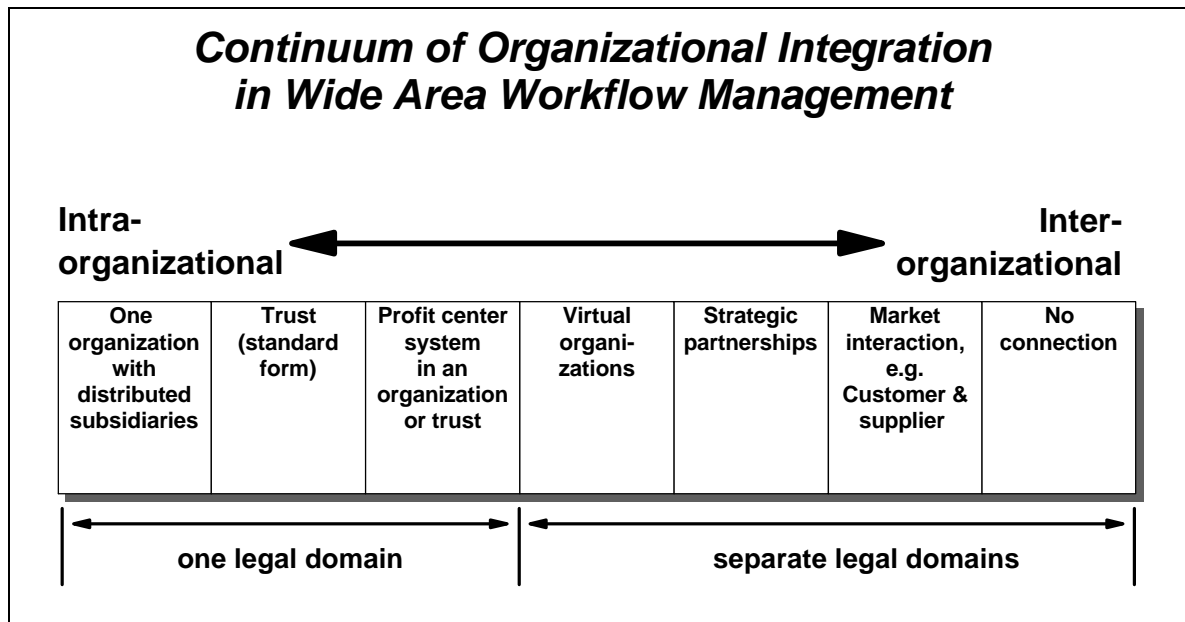 Continuum of Organizational Integration
in Wide Area Workflow Management
Intra-
organizational
Inter-
organizational
One
organization
with
distributed
subsidiaries
Trust
(standard
form)
Profit center
system
in an
organization
or trust
Virtual
organi-
zations
Strategic
partnerships
Market
interaction,
e.g.
Customer &
supplier
No
connection
one legal domain
separate legal domains